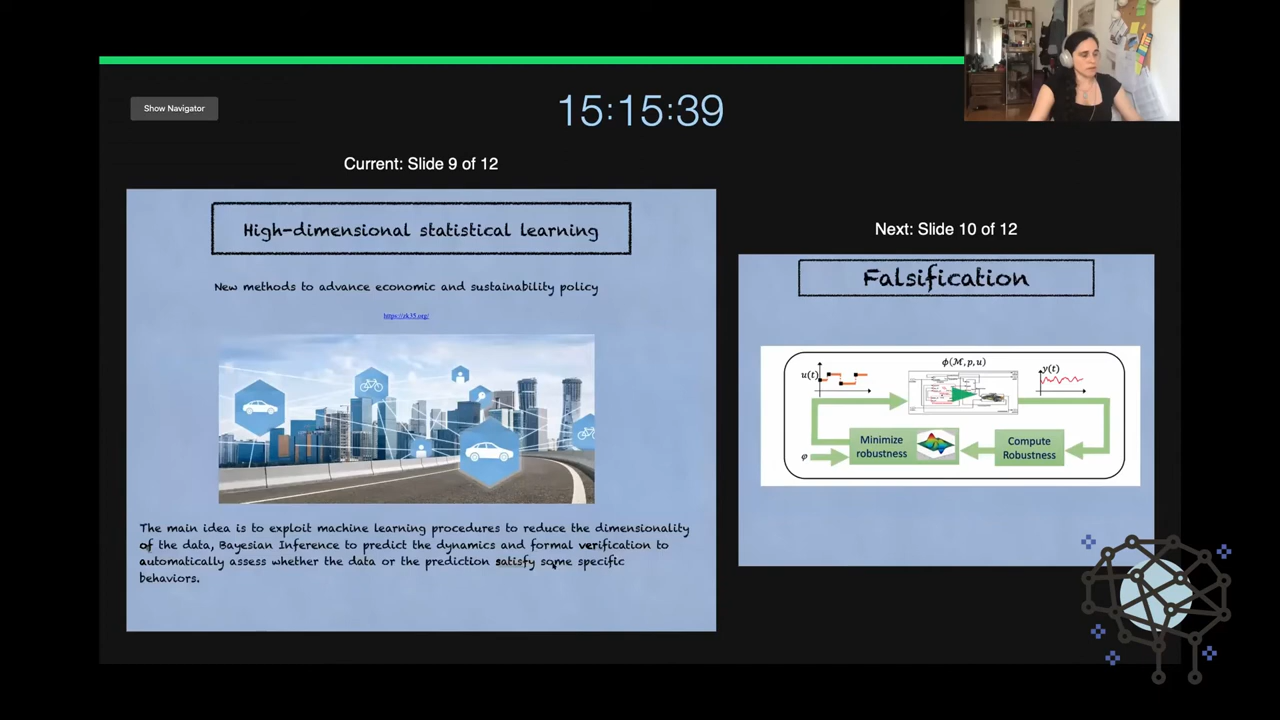 Show Navigator
15:15:39
Current: Slide 9 of 12
High-dimensional statistical learning
New methods to advance economic and sustainability policy
https://zk35.org/
The main idea is to exploit machine learning procedures to reduce the dimensionality
of the data, Bayesian Inference to predict the dynamics and formal verification to
automatically assess whether the data or the prediction satisfy some specific
behaviors.
Next: Slide 10 of 12
Falsification
ϕ(ℳ, p, u)
u(t)
y(t)
Minimize
robustness
Compute
Robustness
φ